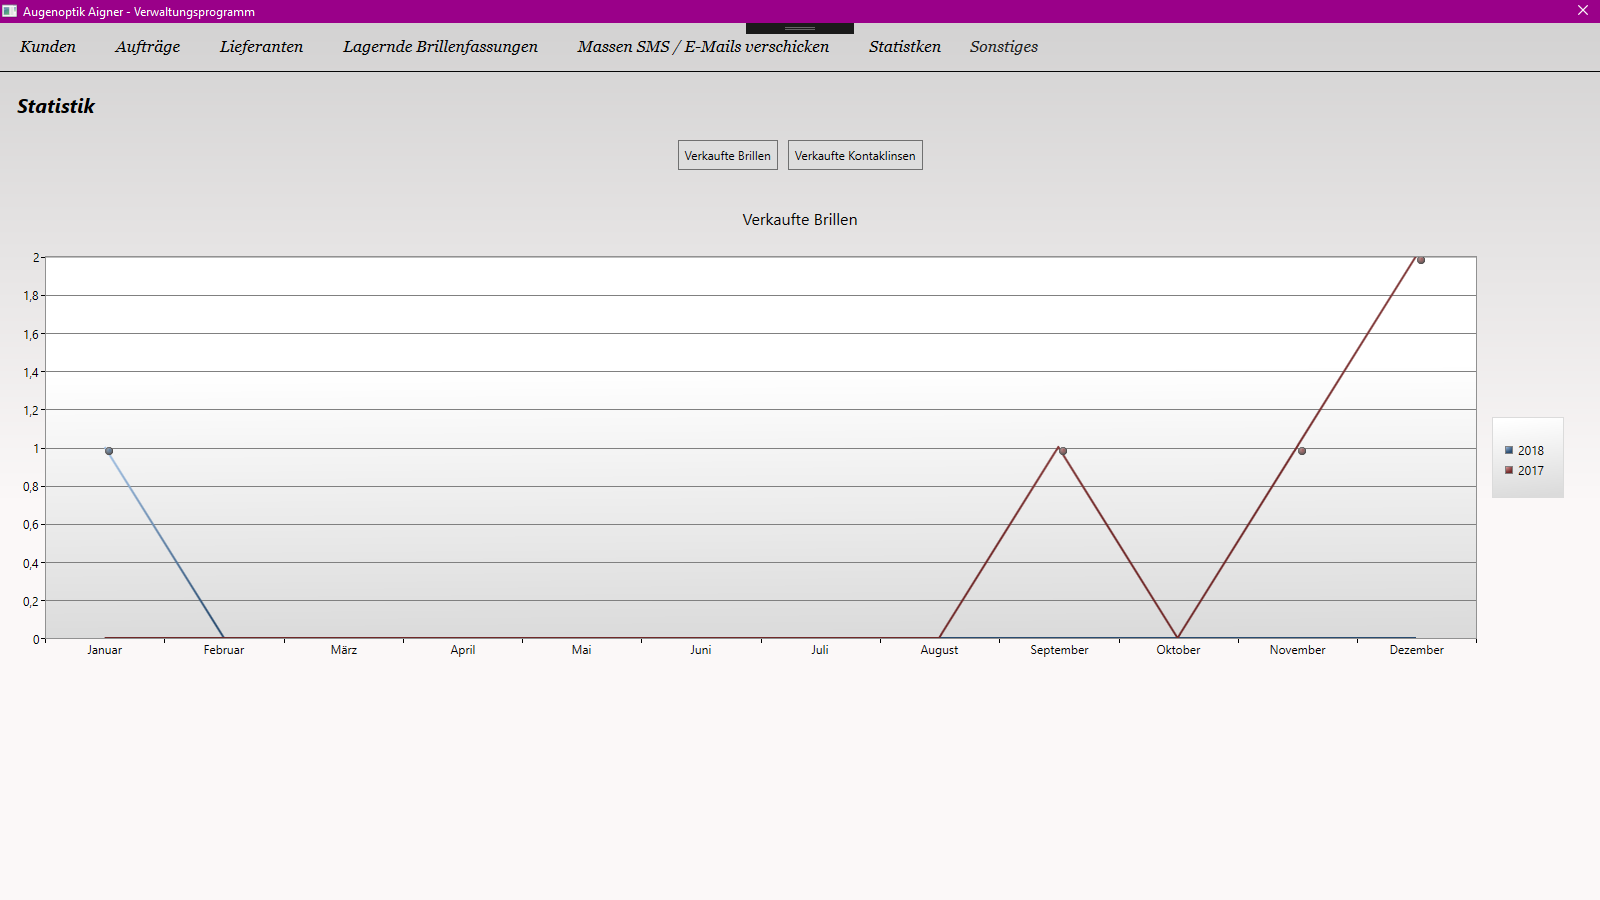 Augenoptik Aigner - Verwaltungsprogramm
Kunden Aufträge Lieferanten Lagernde Brillenfassungen Massen SMS / E-Mails verschicken Statistken Sonstiges
Statistik
Verkaufte Brillen Verkaufte Kontaklinsen
Verkaufte Brillen
2
1,8
1,6
1,4
1,2
1
0,8
0,6
0,4
0,2
0
Januar Februar März April Mai Juni Juli August September Oktober November Dezember
2018
2017